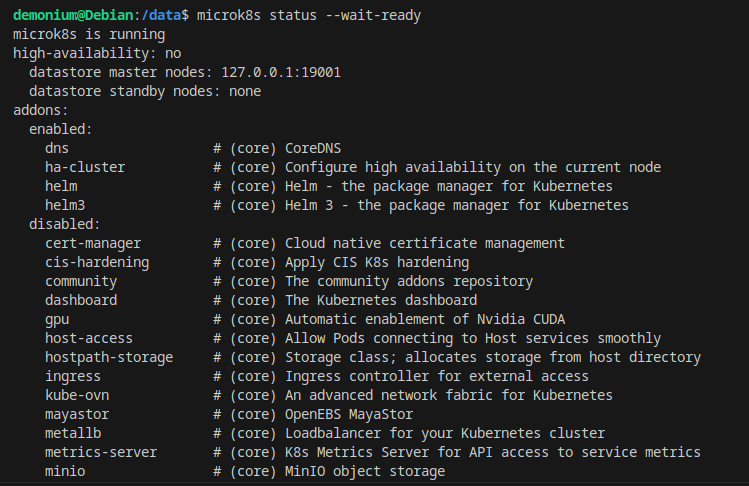 demonium@Debian:/data$ microk8s status --wait-ready
microk8s is running
high-availability: no
  datastore master nodes: 127.0.0.1:19001
  datastore standby nodes: none
addons:
  enabled:
    dns                  # (core) CoreDNS
    ha-cluster           # (core) Configure high availability on the current node
    helm                 # (core) Helm - the package manager for Kubernetes
    helm3                # (core) Helm 3 - the package manager for Kubernetes
  disabled:
    cert-manager         # (core) Cloud native certificate management
    cis-hardening        # (core) Apply CIS K8s hardening
    community            # (core) The community addons repository
    dashboard            # (core) The Kubernetes dashboard
    gpu                  # (core) Automatic enablement of Nvidia CUDA
    host-access          # (core) Allow Pods connecting to Host services smoothly
    hostpath-storage     # (core) Storage class; allocates storage from host directory
    ingress              # (core) Ingress controller for external access
    kube-ovn             # (core) An advanced network fabric for Kubernetes
    mayastor             # (core) OpenEBS MayaStor
    metallb              # (core) Loadbalancer for your Kubernetes cluster
    metrics-server       # (core) K8s Metrics Server for API access to service metrics
    minio                # (core) MinIO object storage